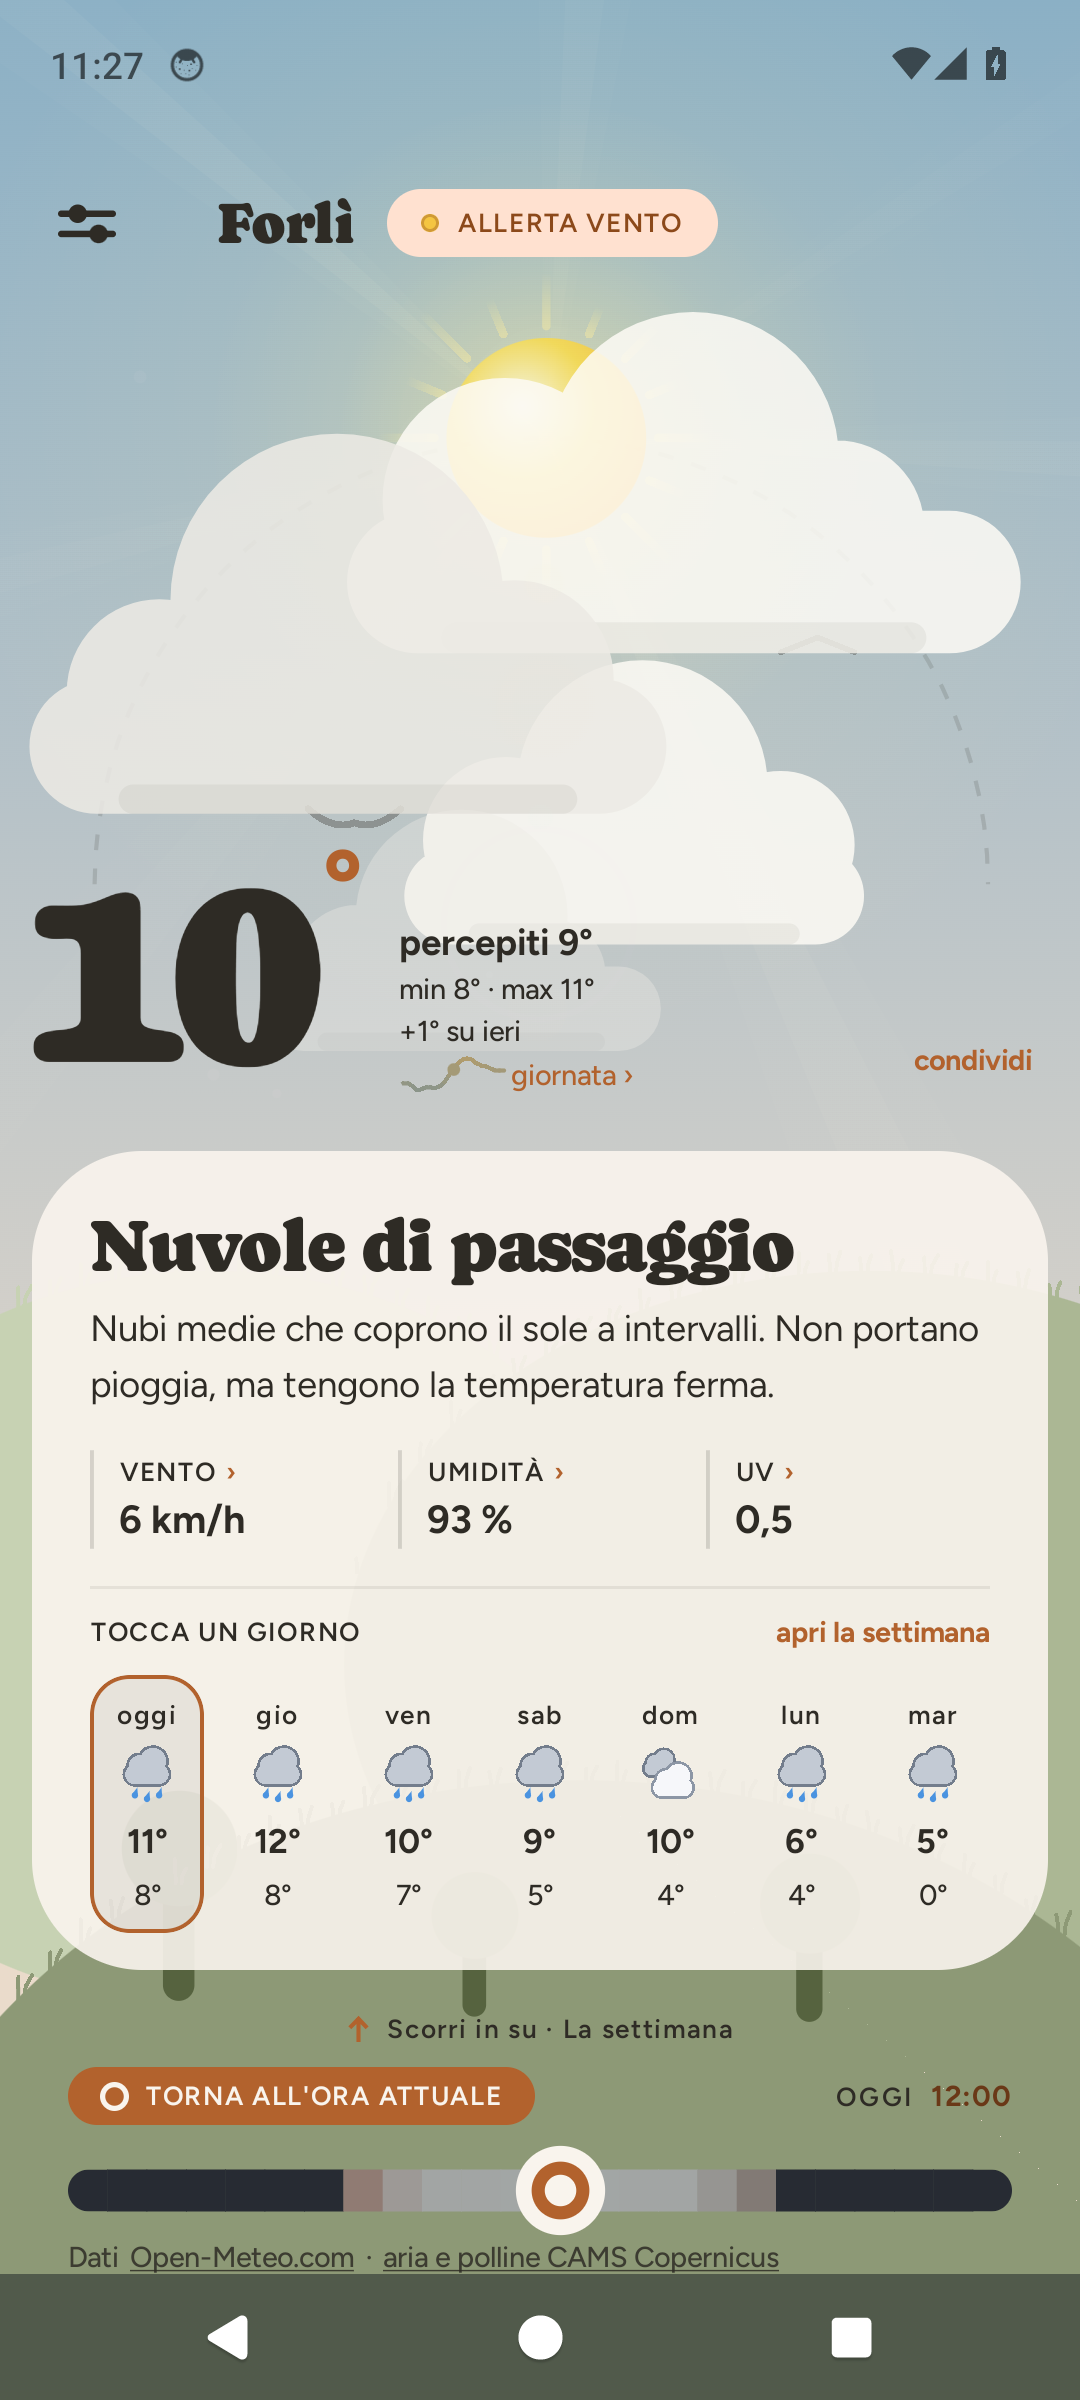 11:27
Forlì
ALLERTA VENTO
10°
percepiti 9°
min 8° · max 11°
+1° su ieri
giornata ›
condividi
Nuvole di passaggio
Nubi medie che coprono il sole a intervalli. Non portano
pioggia, ma tengono la temperatura ferma.
VENTO › UMIDITÀ › UV ›
6 km/h 93 % 0,5
TOCCA UN GIORNO apri la settimana
oggi gio ven sab dom lun mar
11° 12° 10° 9° 10° 6° 5°
8° 8° 7° 5° 4° 4° 0°
↑ Scorri in su · La settimana
TORNA ALL'ORA ATTUALE OGGI 12:00
Dati Open-Meteo.com · aria e polline CAMS Copernicus